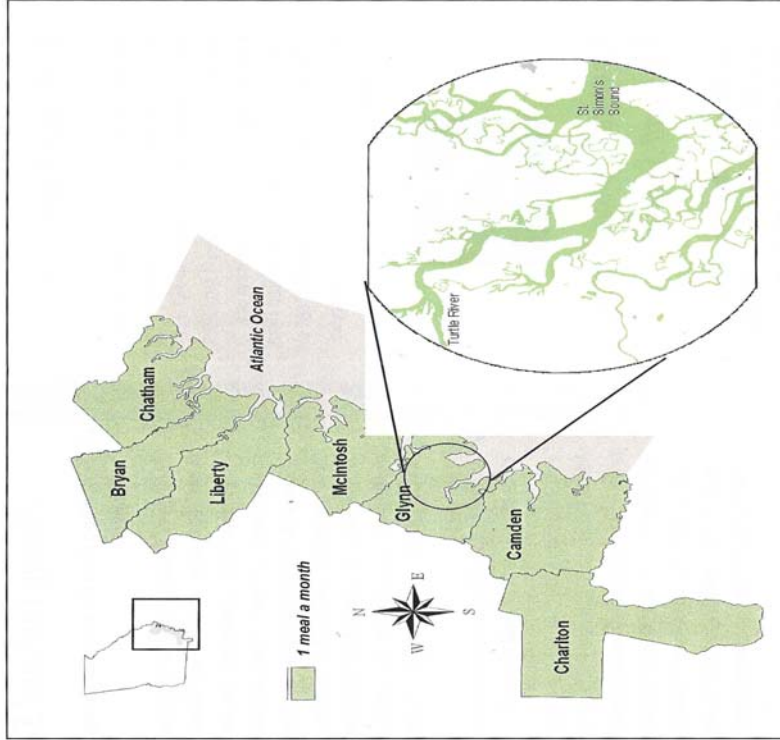 Bryan
Chatham
Liberty
Atlantic Ocean
McIntosh
Glynn
Camden
Charlton
1 meal a month
N
W
E
S
Turtle River
St.
Simon's
Sound